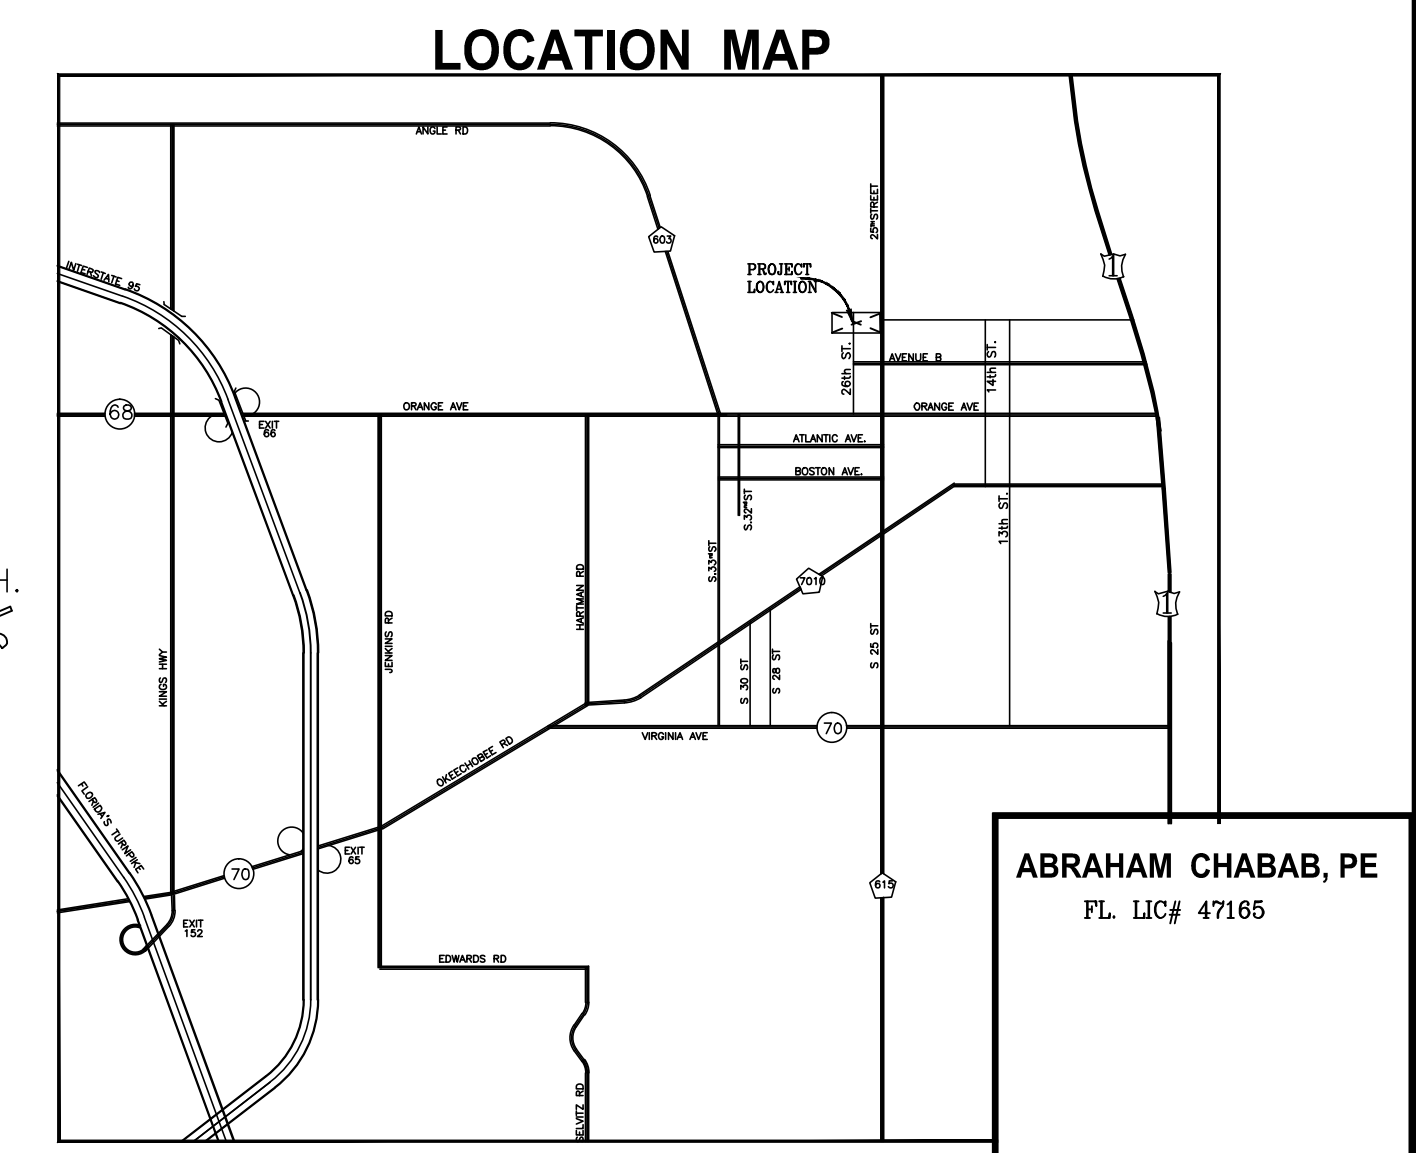 LOCATION MAP
ANGLE RD
25TH STREET
603
INTERSTATE 95
PROJECT
LOCATION
1
26th ST.
AVENUE B
14th ST.
68
ORANGE AVE
ORANGE AVE
EXIT
66
ATLANTIC AVE.
BOSTON AVE.
S.32nd ST
13th ST.
S.33rd ST
HARTMAN RD
7010
H.
1
JENKINS RD
S 25 ST
KINGS HWY
S 30 ST
S 28 ST
70
VIRGINIA AVE
OKEECHOBEE RD
FLORIDA'S TURNPIKE
EXIT
65
70
615
ABRAHAM CHABAB, PE
FL. LIC# 47165
EXIT
152
EDWARDS RD
SELVITZ RD